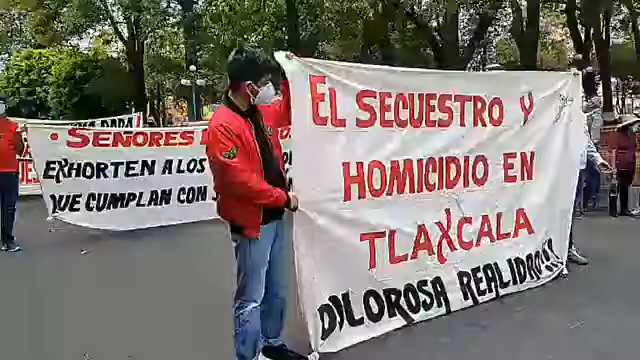 EL SECUESTRO Y
HOMICIDIO EN
TLAXCALA
DOLOROSA REALIDAD!!
• SEÑORES
EXHORTEN A LOS
QUE CUMPLAN CON